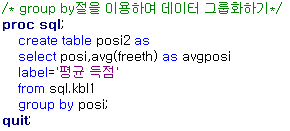 /* group by절을 이용하여 데이터 그룹화하기*/
proc sql;
create table posi2 as
select posi,avg(freeth) as avgposi
label='평균 득점'
from sql.kbl1
group by posi;
quit;